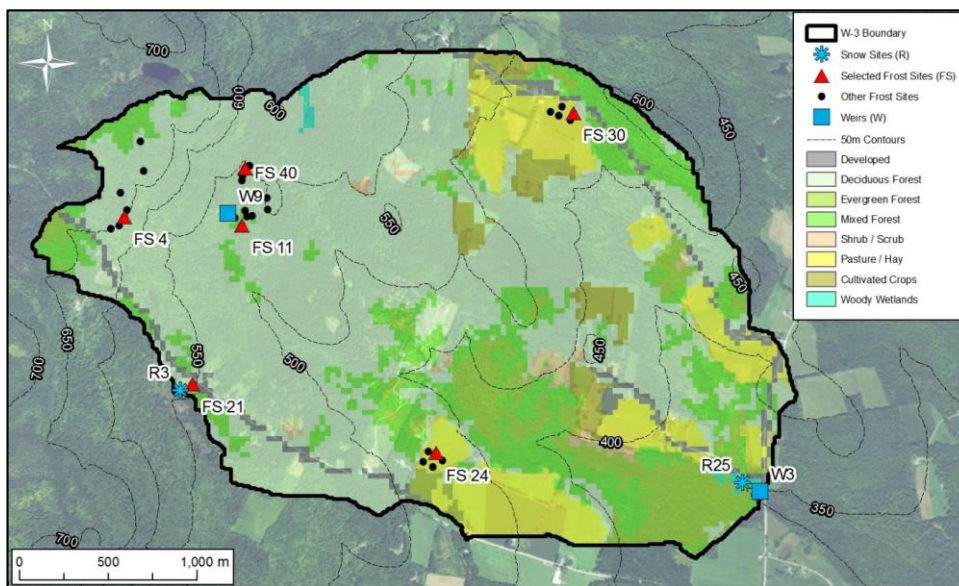 N
700
600
600
500
450
450
W-3 Boundary
Snow Sites (R)
Selected Frost Sites (FS)
Other Frost Sites
Weirs (W)
50m Contours
Developed
Deciduous Forest
Evergreen Forest
Mixed Forest
Shrub / Scrub
Pasture / Hay
Cultivated Crops
Woody Wetlands
FS 30
FS 40
W9
FS 4
FS 11
550
450
650
700
R3
550
500
450
FS 21
400
FS 24
R25
W3
350
700
0 500 1,000 m